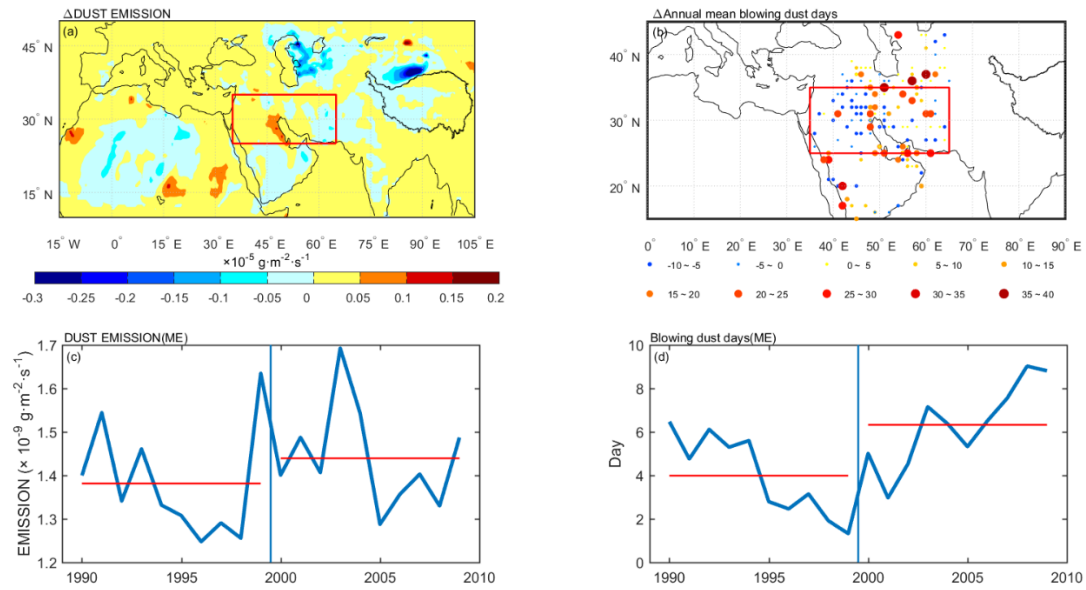 ΔDUST EMISSION
(a)
45° N
30° N
15° N
15° W 0° E 15° E 30° E 45° E 60° E 75° E 90° E 105° E
×10⁻⁵ g·m⁻²·s⁻¹
-0.3 -0.25 -0.2 -0.15 -0.1 -0.05 0 0.05 0.1 0.15 0.2
ΔAnnual mean blowing dust days
(b)
40° N
30° N
20° N
0° E 10° E 20° E 30° E 40° E 50° E 60° E 70° E 80° E 90° E
-10 ~ -5 -5 ~ 0 0 ~ 5 5 ~ 10 10 ~ 15
15 ~ 20 20 ~ 25 25 ~ 30 30 ~ 35 35 ~ 40
DUST EMISSION(ME)
(c)
EMISSION (× 10⁻⁹ g·m⁻²·s⁻¹)
1.7
1.6
1.5
1.4
1.3
1.2
1990 1995 2000 2005 2010
Blowing dust days(ME)
(d)
Day
10
8
6
4
2
0
1990 1995 2000 2005 2010